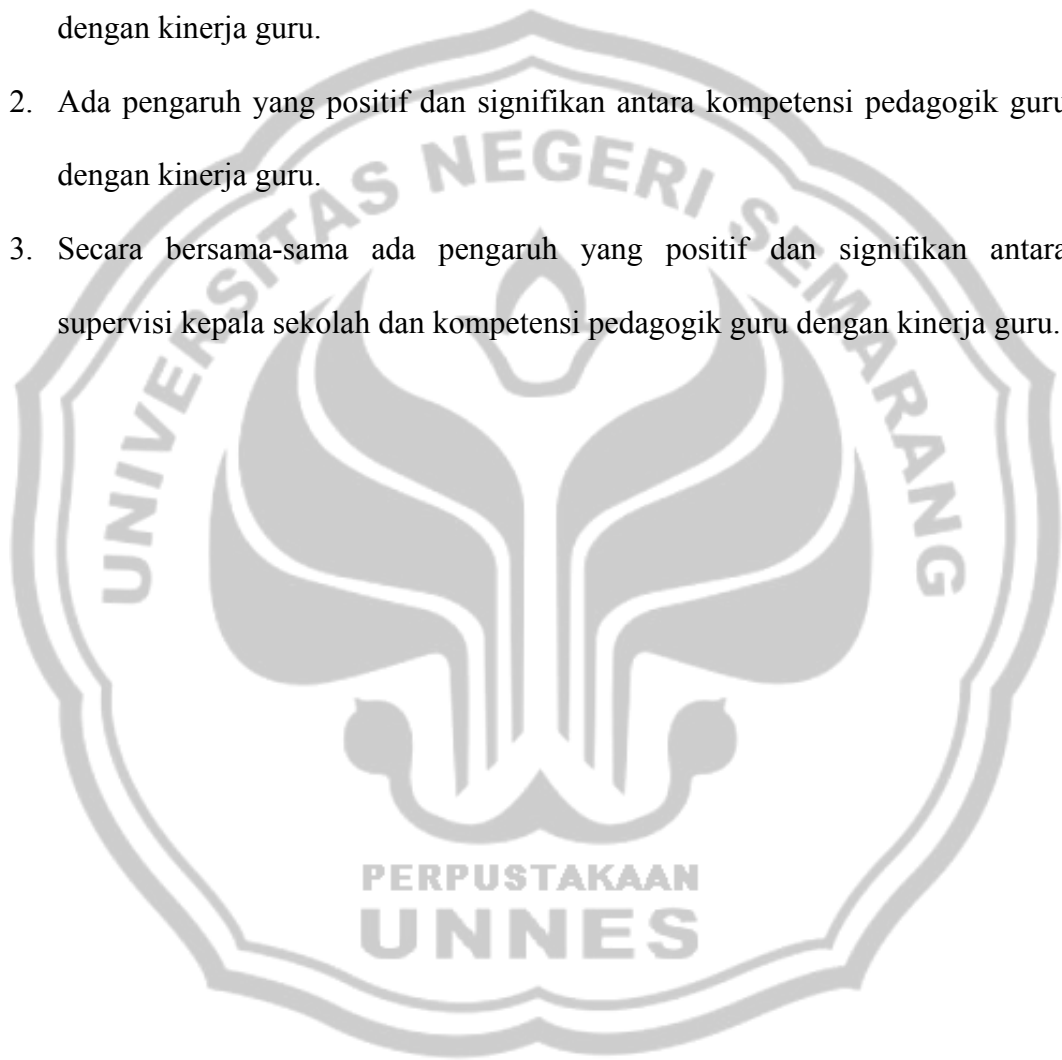 dengan kinerja guru.
2. Ada pengaruh yang positif dan signifikan antara kompetensi pedagogik guru
dengan kinerja guru.
3. Secara bersama-sama ada pengaruh yang positif dan signifikan antara
supervisi kepala sekolah dan kompetensi pedagogik guru dengan kinerja guru.
UNIVERSITAS NEGERI SEMARANG
PERPUSTAKAAN
UNNES